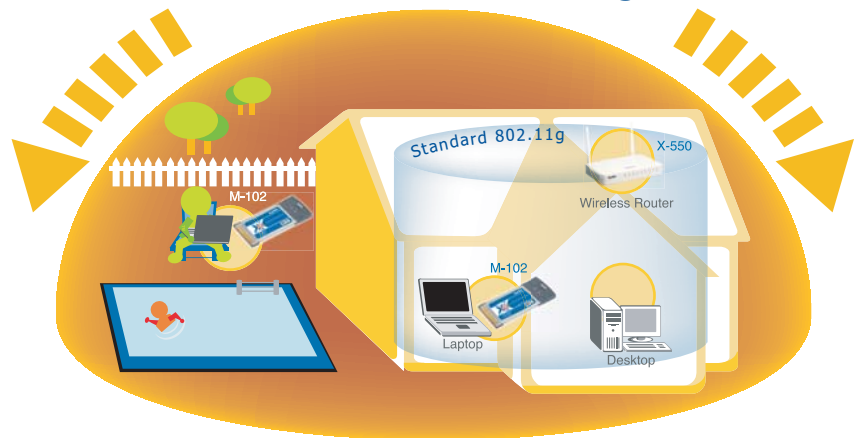 Standard 802.11g
X-550
Wireless Router
M-102
M-102
Laptop
Desktop